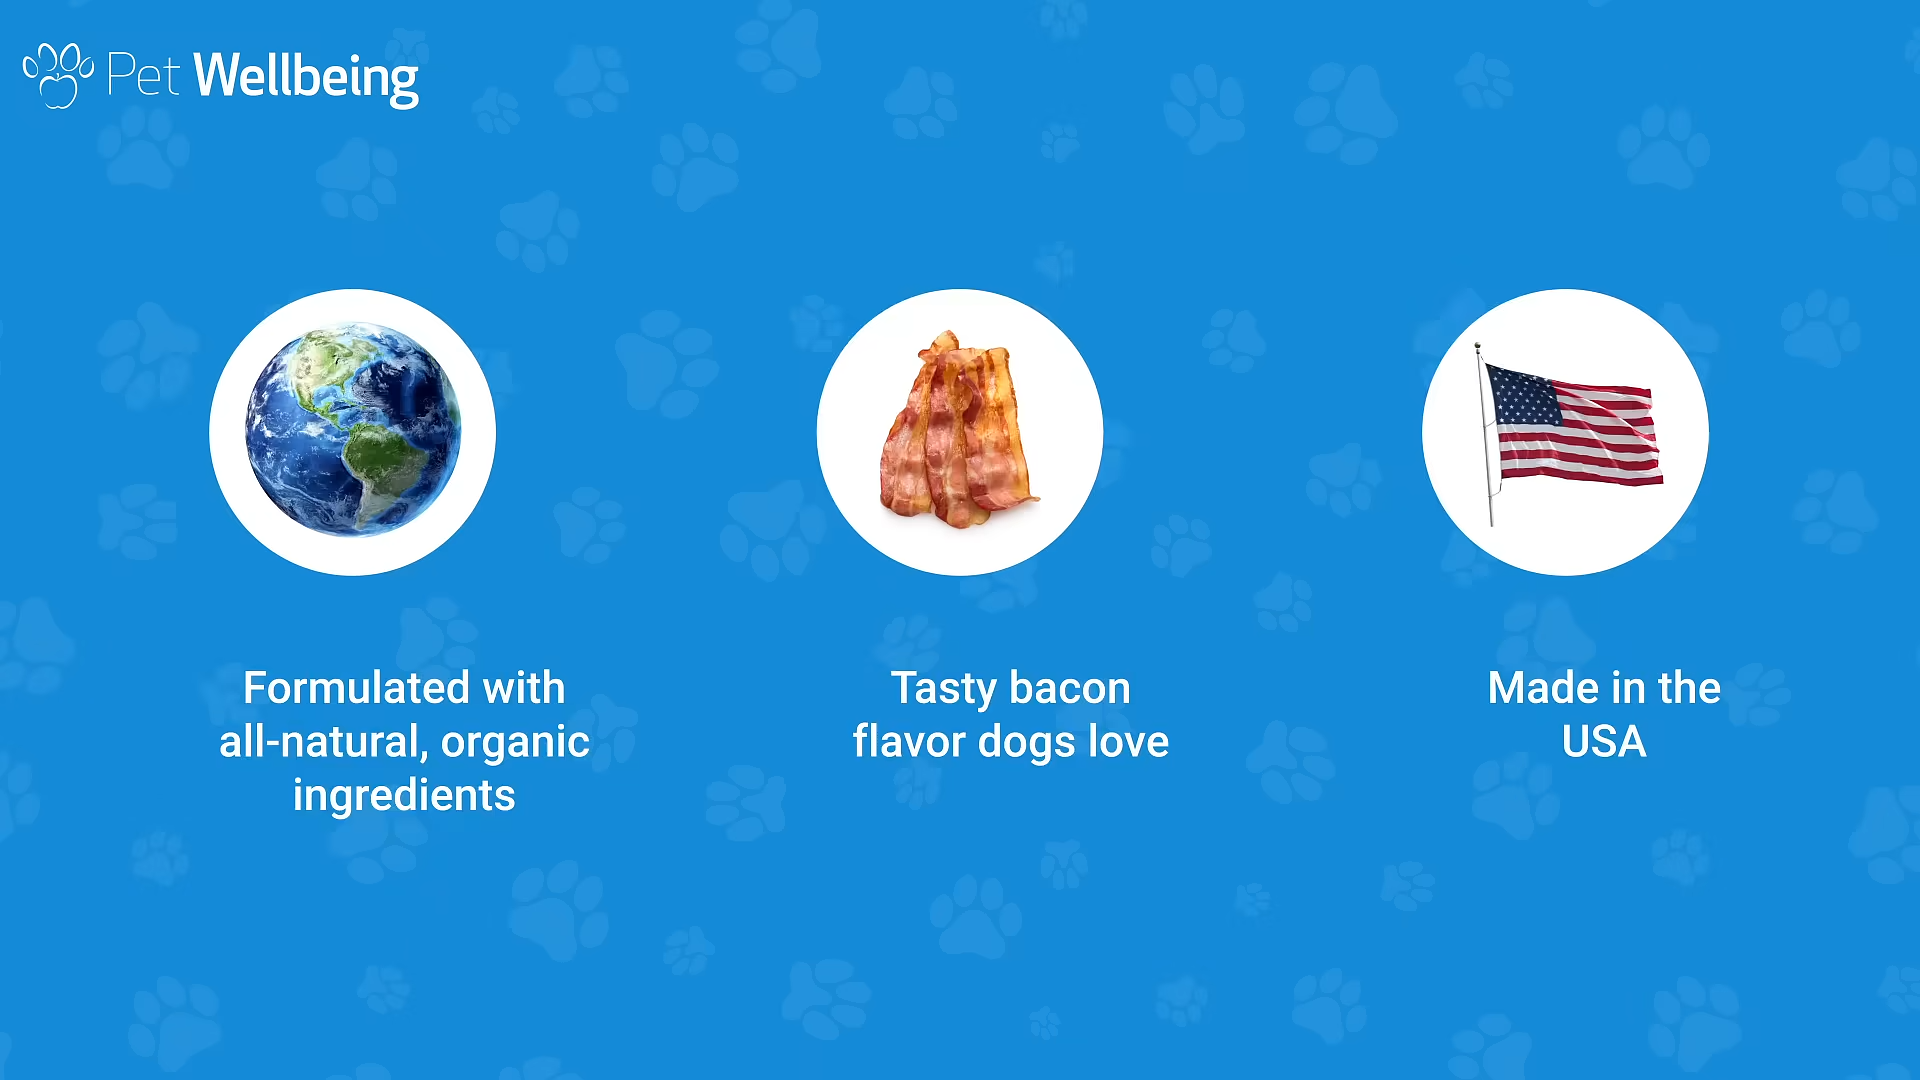 Pet Wellbeing
Formulated with
all-natural, organic
ingredients
Tasty bacon
flavor dogs love
Made in the
USA